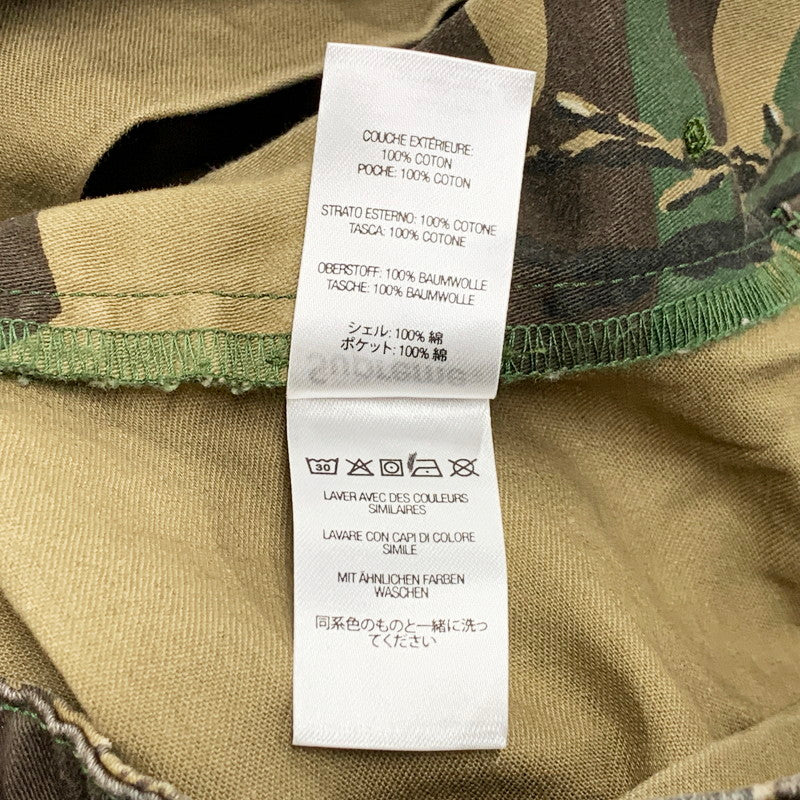 COUCHE EXTÉRIEURE:
100% COTON
POCHE: 100% COTON
STRATO ESTERNO: 100% COTONE
TASCA: 100% COTONE
OBERSTOFF: 100% BAUMWOLLE
TASCHE: 100% BAUMWOLLE
シェル: 100% 綿
ポケット: 100% 綿
Supreme
30
LAVER AVEC DES COULEURS
SIMILAIRES
LAVARE CON CAPI DI COLORE
SIMILE
MIT ÄHNLICHEN FARBEN
WASCHEN
同系色のものと一緒に洗っ
てください